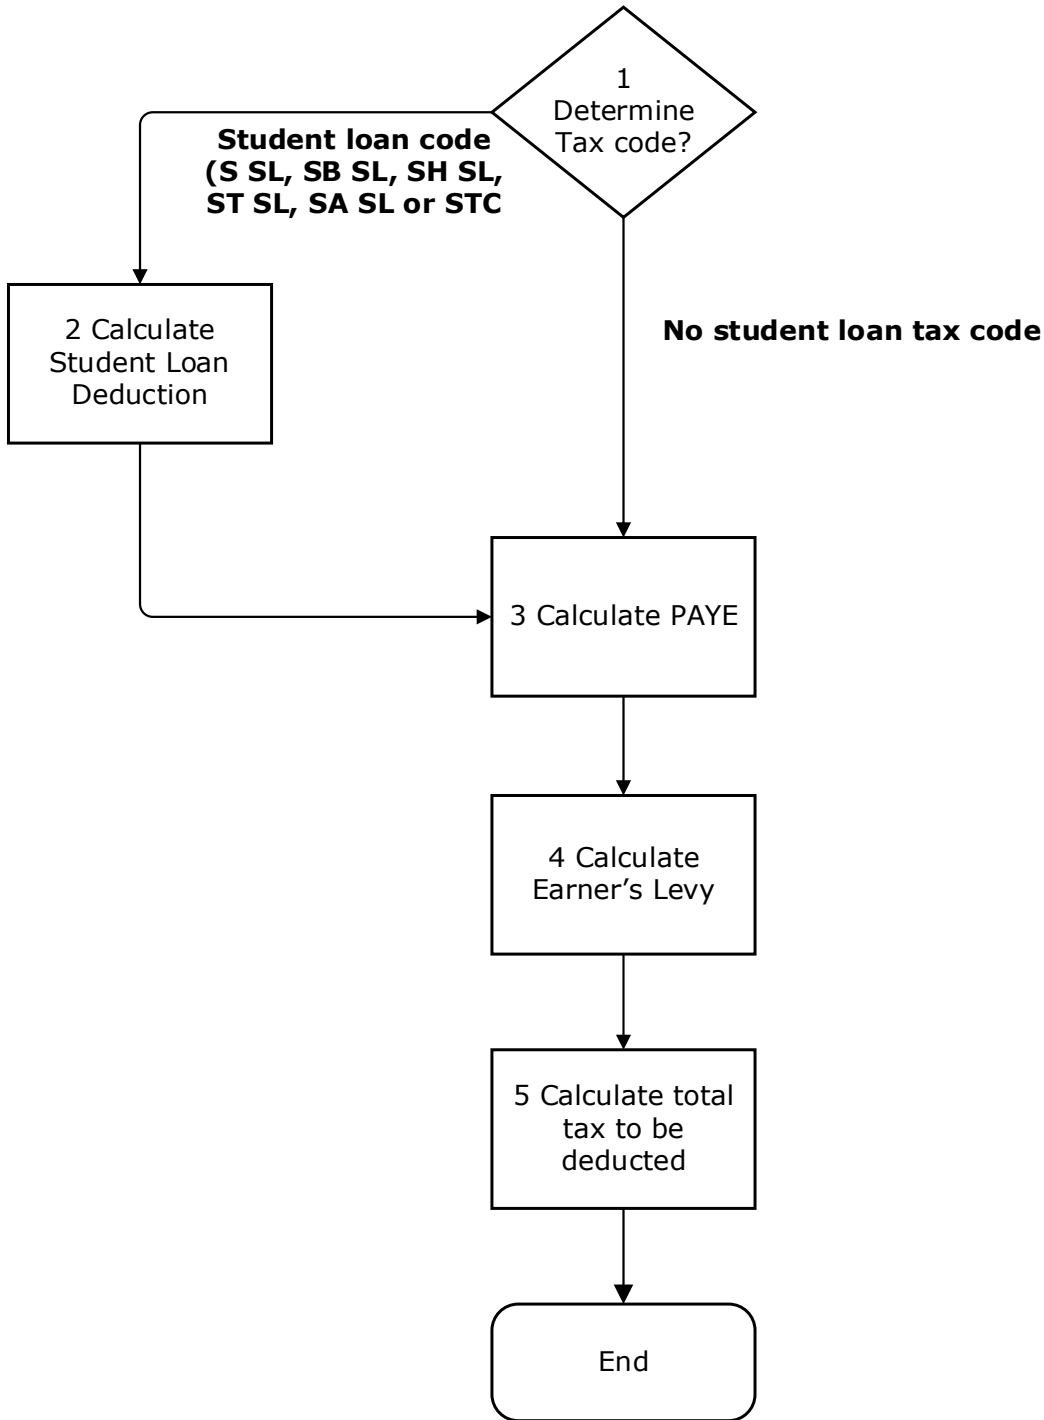 1
Determine
Tax code?
Student loan code
(S SL, SB SL, SH SL,
ST SL, SA SL or STC
2 Calculate
Student Loan
Deduction
No student loan tax code
3 Calculate PAYE
4 Calculate
Earner’s Levy
5 Calculate total
tax to be
deducted
End